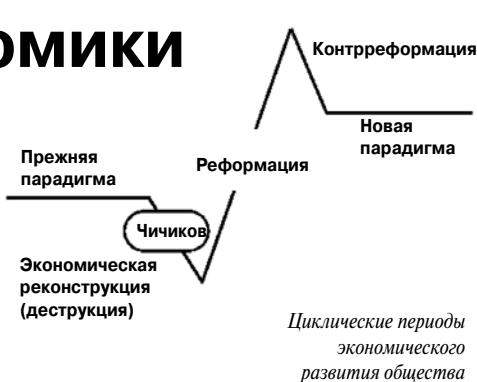 омики
Контрреформация
Новая
парадигма
Реформация
Прежняя
парадигма
Чичиков
Экономическая
реконструкция
(деструкция)
Циклические периоды
экономического
развития общества